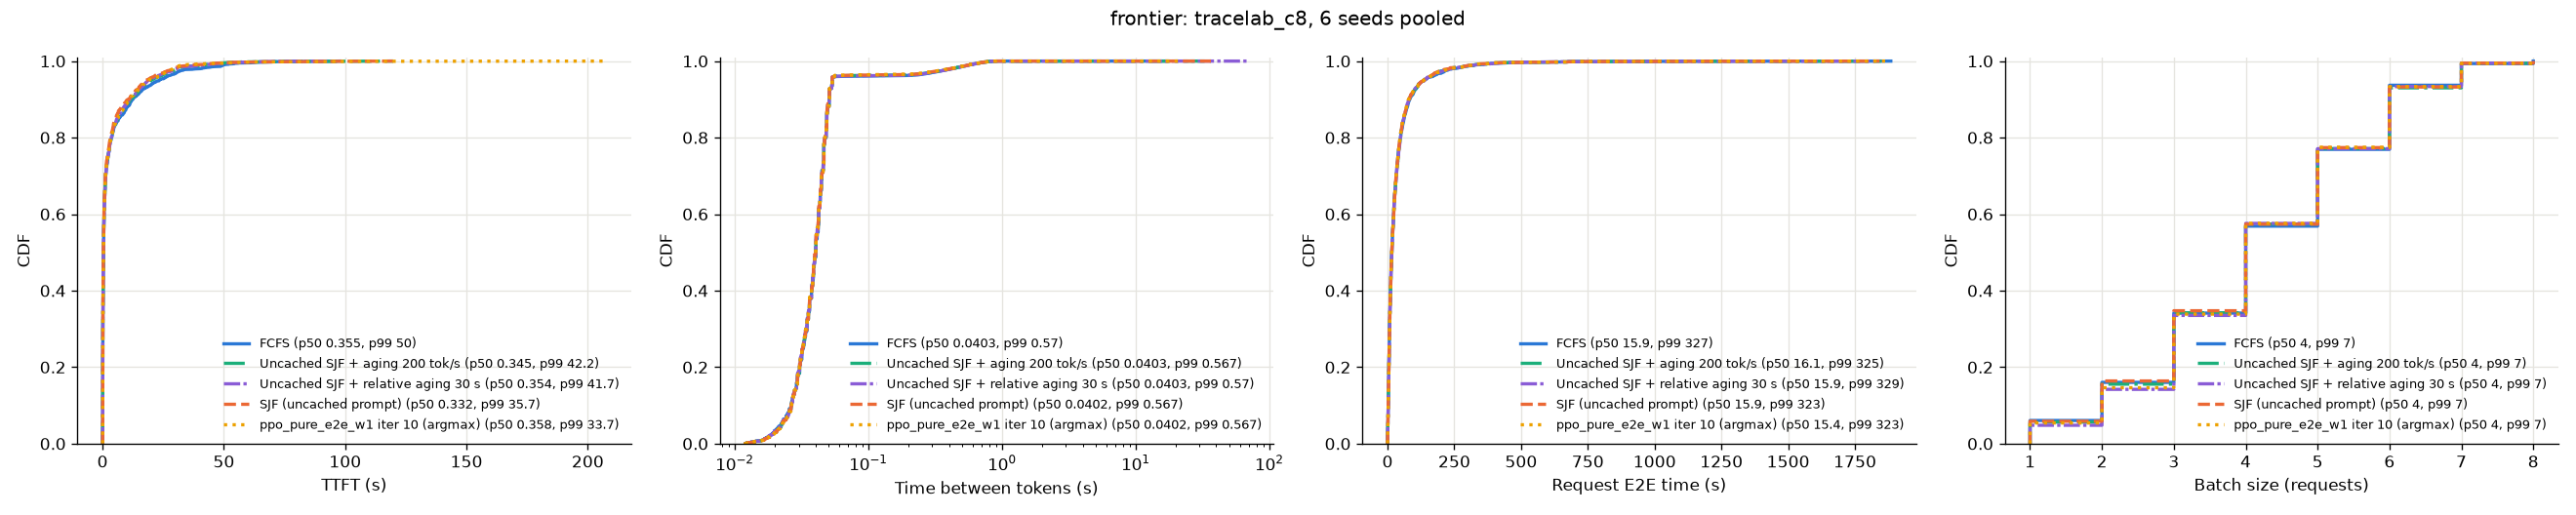 frontier: tracelab_c8, 6 seeds pooled
CDF
1.0
0.8
0.6
0.4
0.2
0.0
FCFS (p50 0.355, p99 50)
Uncached SJF + aging 200 tok/s (p50 0.345, p99 42.2)
Uncached SJF + relative aging 30 s (p50 0.354, p99 41.7)
SJF (uncached prompt) (p50 0.332, p99 35.7)
ppo_pure_e2e_w1 iter 10 (argmax) (p50 0.358, p99 33.7)
0 50 100 150 200
TTFT (s)
CDF
1.0
0.8
0.6
0.4
0.2
0.0
FCFS (p50 0.0403, p99 0.57)
Uncached SJF + aging 200 tok/s (p50 0.0403, p99 0.567)
Uncached SJF + relative aging 30 s (p50 0.0403, p99 0.57)
SJF (uncached prompt) (p50 0.0402, p99 0.567)
ppo_pure_e2e_w1 iter 10 (argmax) (p50 0.0402, p99 0.567)
10⁻² 10⁻¹ 10⁰ 10¹ 10²
Time between tokens (s)
CDF
1.0
0.8
0.6
0.4
0.2
0.0
FCFS (p50 15.9, p99 327)
Uncached SJF + aging 200 tok/s (p50 16.1, p99 325)
Uncached SJF + relative aging 30 s (p50 15.9, p99 329)
SJF (uncached prompt) (p50 15.9, p99 323)
ppo_pure_e2e_w1 iter 10 (argmax) (p50 15.4, p99 323)
0 250 500 750 1000 1250 1500 1750
Request E2E time (s)
CDF
1.0
0.8
0.6
0.4
0.2
0.0
FCFS (p50 4, p99 7)
Uncached SJF + aging 200 tok/s (p50 4, p99 7)
Uncached SJF + relative aging 30 s (p50 4, p99 7)
SJF (uncached prompt) (p50 4, p99 7)
ppo_pure_e2e_w1 iter 10 (argmax) (p50 4, p99 7)
1 2 3 4 5 6 7 8
Batch size (requests)